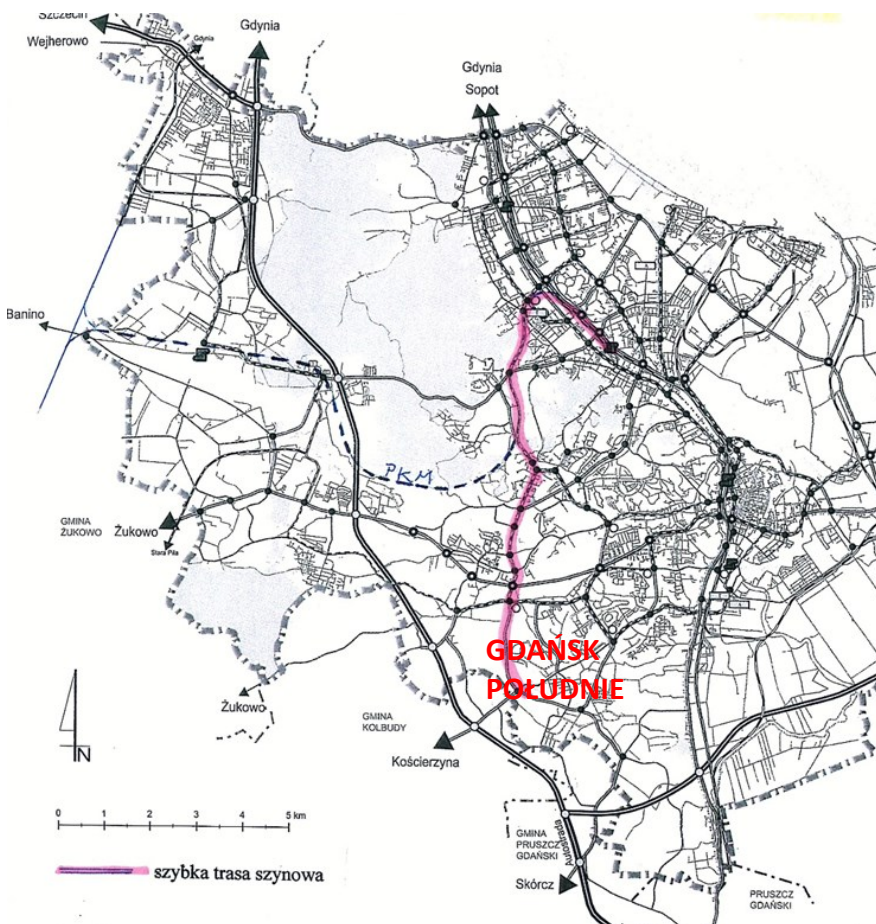 Szczecin
Gdynia
Wejherowo
Gdynia
Gdynia
Sopot
Banino
PKM
GMINA
ŻUKOWO
Żukowo
Stara Piła
GDAŃSK
POŁUDNIE
Żukowo
GMINA
KOLBUDY
N
Kościerzyna
0 1 2 3 4 5 km
Autostrada
GMINA
PRUSZCZ
GDAŃSKI
szybka trasa szynowa
Skórcz
PRUSZCZ
GDAŃSKI